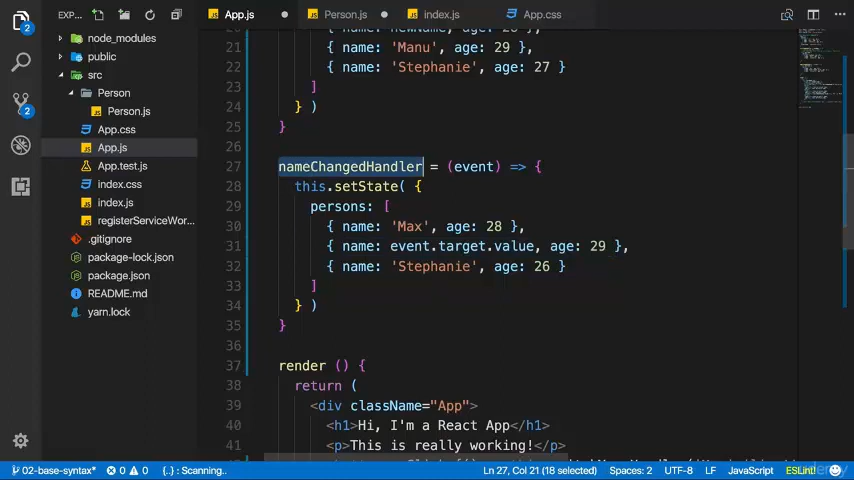 EXP...
App.js
Person.js
index.js
App.css
node_modules
public
src
Person
Person.js
App.css
App.js
App.test.js
index.css
index.js
registerServiceWor...
.gitignore
package-lock.json
package.json
README.md
yarn.lock
21 { name: 'Manu', age: 29 },
22 { name: 'Stephanie', age: 27 }
23 ]
24 } )
25 }
26
27 nameChangedHandler = (event) => {
28 this.setState( {
29 persons: [
30 { name: 'Max', age: 28 },
31 { name: event.target.value, age: 29 },
32 { name: 'Stephanie', age: 26 }
33 ]
34 } )
35 }
36
37 render () {
38 return (
39 <div className="App">
40 <h1>Hi, I'm a React App</h1>
41 <p>This is really working!</p>
02-base-syntax* 0 0 {..} : Scanning.. Ln 27, Col 21 (18 selected) Spaces: 2 UTF-8 LF JavaScript ESLint